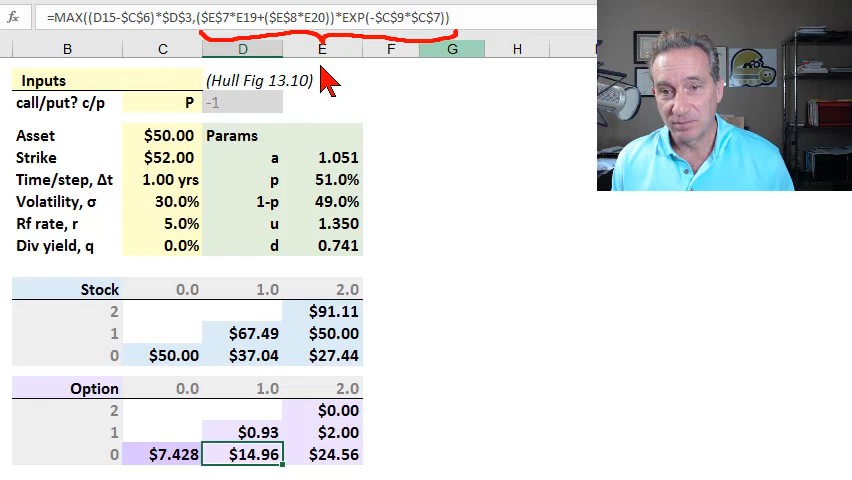 fx =MAX((D15-$C$6)*$D$3,($E$7*E19+($E$8*E20))*EXP(-$C$9*$C$7))
B C D E F G H
Inputs (Hull Fig 13.10)
call/put? c/p P -1
Asset $50.00 Params
Strike $52.00 a 1.051
Time/step, Δt 1.00 yrs p 51.0%
Volatility, σ 30.0% 1-p 49.0%
Rf rate, r 5.0% u 1.350
Div yield, q 0.0% d 0.741
Stock 0.0 1.0 2.0
2 $91.11
1 $67.49 $50.00
0 $50.00 $37.04 $27.44
Option 0.0 1.0 2.0
2 $0.00
1 $0.93 $2.00
0 $7.428 $14.96 $24.56